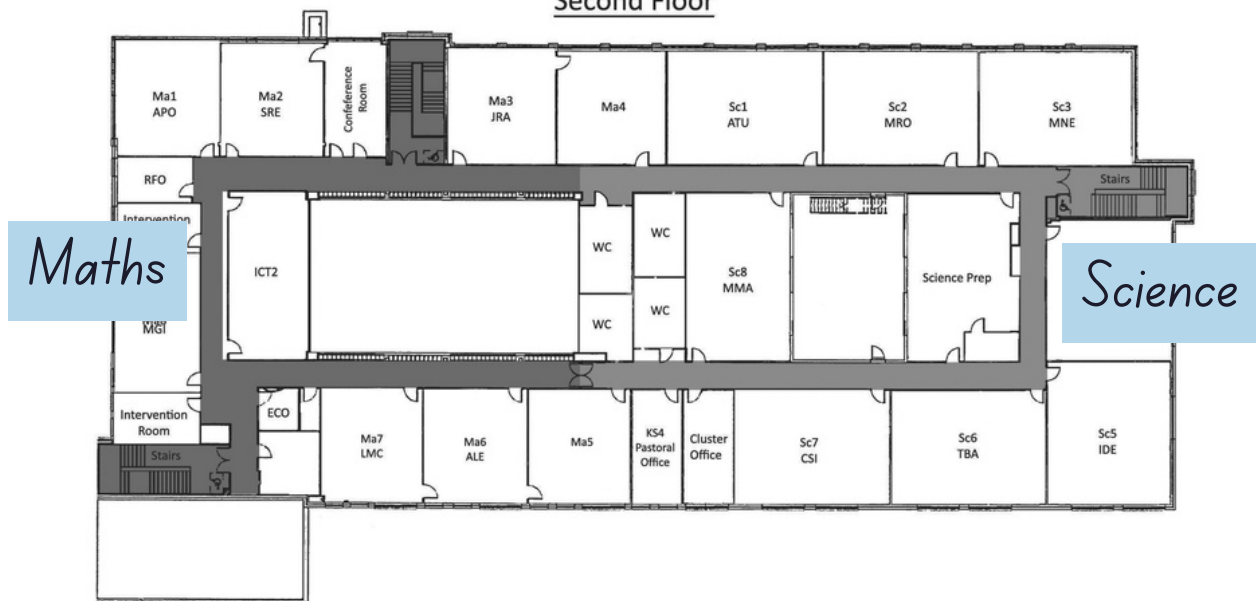 Second Floor
Ma1
APO
Ma2
SRE
Confeference
Room
Ma3
JRA
Ma4
Sc1
ATU
Sc2
MRO
Sc3
MNE
RFO
Stairs
Intervention
Maths
MGI
ICT2
WC
WC
WC
WC
Sc8
MMA
Science Prep
Science
Intervention
Room
Stairs
ECO
Ma7
LMC
Ma6
ALE
Ma5
KS4
Pastoral
Office
Cluster
Office
Sc7
CSI
Sc6
TBA
Sc5
IDE